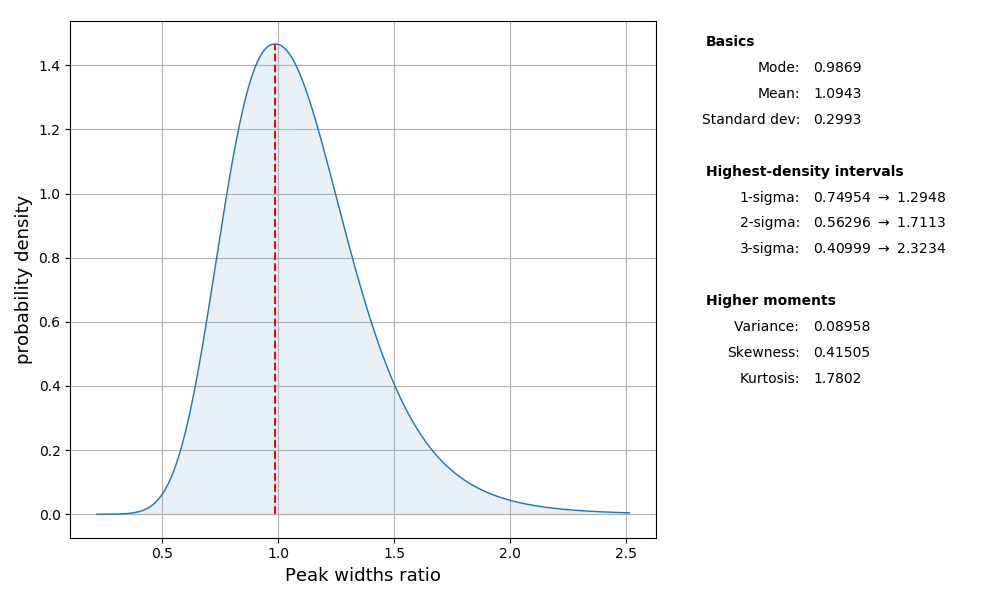 1.4
1.2
1.0
0.8
0.6
0.4
0.2
0.0
probability density
0.5 1.0 1.5 2.0 2.5
Peak widths ratio
Basics
Mode: 0.9869
Mean: 1.0943
Standard dev: 0.2993
Highest-density intervals
1-sigma: 0.74954 → 1.2948
2-sigma: 0.56296 → 1.7113
3-sigma: 0.40999 → 2.3234
Higher moments
Variance: 0.08958
Skewness: 0.41505
Kurtosis: 1.7802